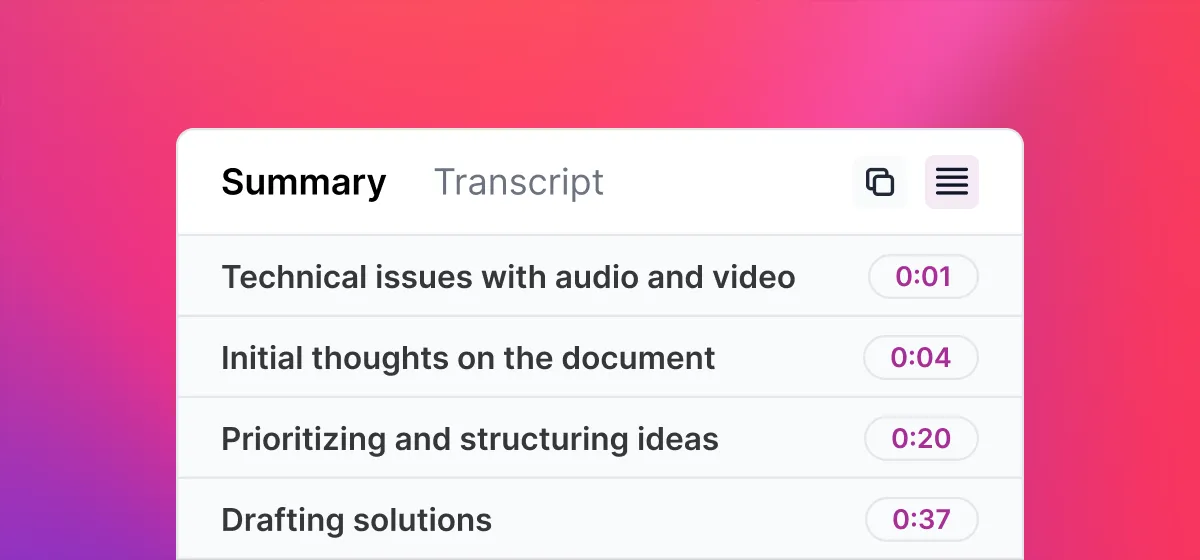 Summary Transcript
Technical issues with audio and video 0:01
Initial thoughts on the document 0:04
Prioritizing and structuring ideas 0:20
Drafting solutions 0:37